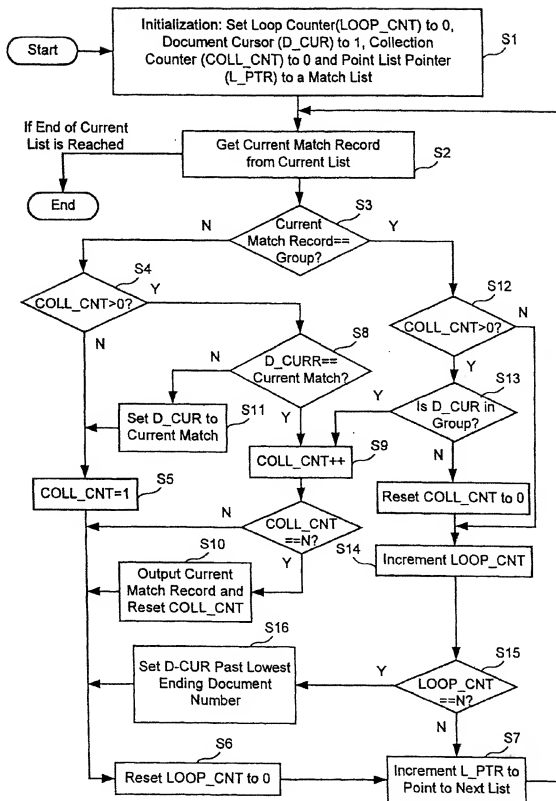 Start
Initialization: Set Loop Counter(LOOP_CNT) to 0,
Document Cursor (D_CUR) to 1, Collection
Counter (COLL_CNT) to 0 and Point List Pointer
(L_PTR) to a Match List
S1
If End of Current
List is Reached
Get Current Match Record
from Current List
S2
End
N
Current
Match Record==
Group?
S3
Y
S4
COLL_CNT>0?
Y
N
S12
COLL_CNT>0?
N
Y
S8
D_CURR==
Current Match?
N
Y
S13
Is D_CUR in
Group?
Y
N
Set D_CUR to
Current Match
S11
COLL_CNT++
S9
COLL_CNT=1
S5
Reset COLL_CNT to 0
N
COLL_CNT
==N?
Y
S14
Increment LOOP_CNT
S10
Output Current
Match Record and
Reset COLL_CNT
S16
Set D-CUR Past Lowest
Ending Document
Number
Y
S15
LOOP_CNT
==N?
N
S6
Reset LOOP_CNT to 0
S7
Increment L_PTR to
Point to Next List